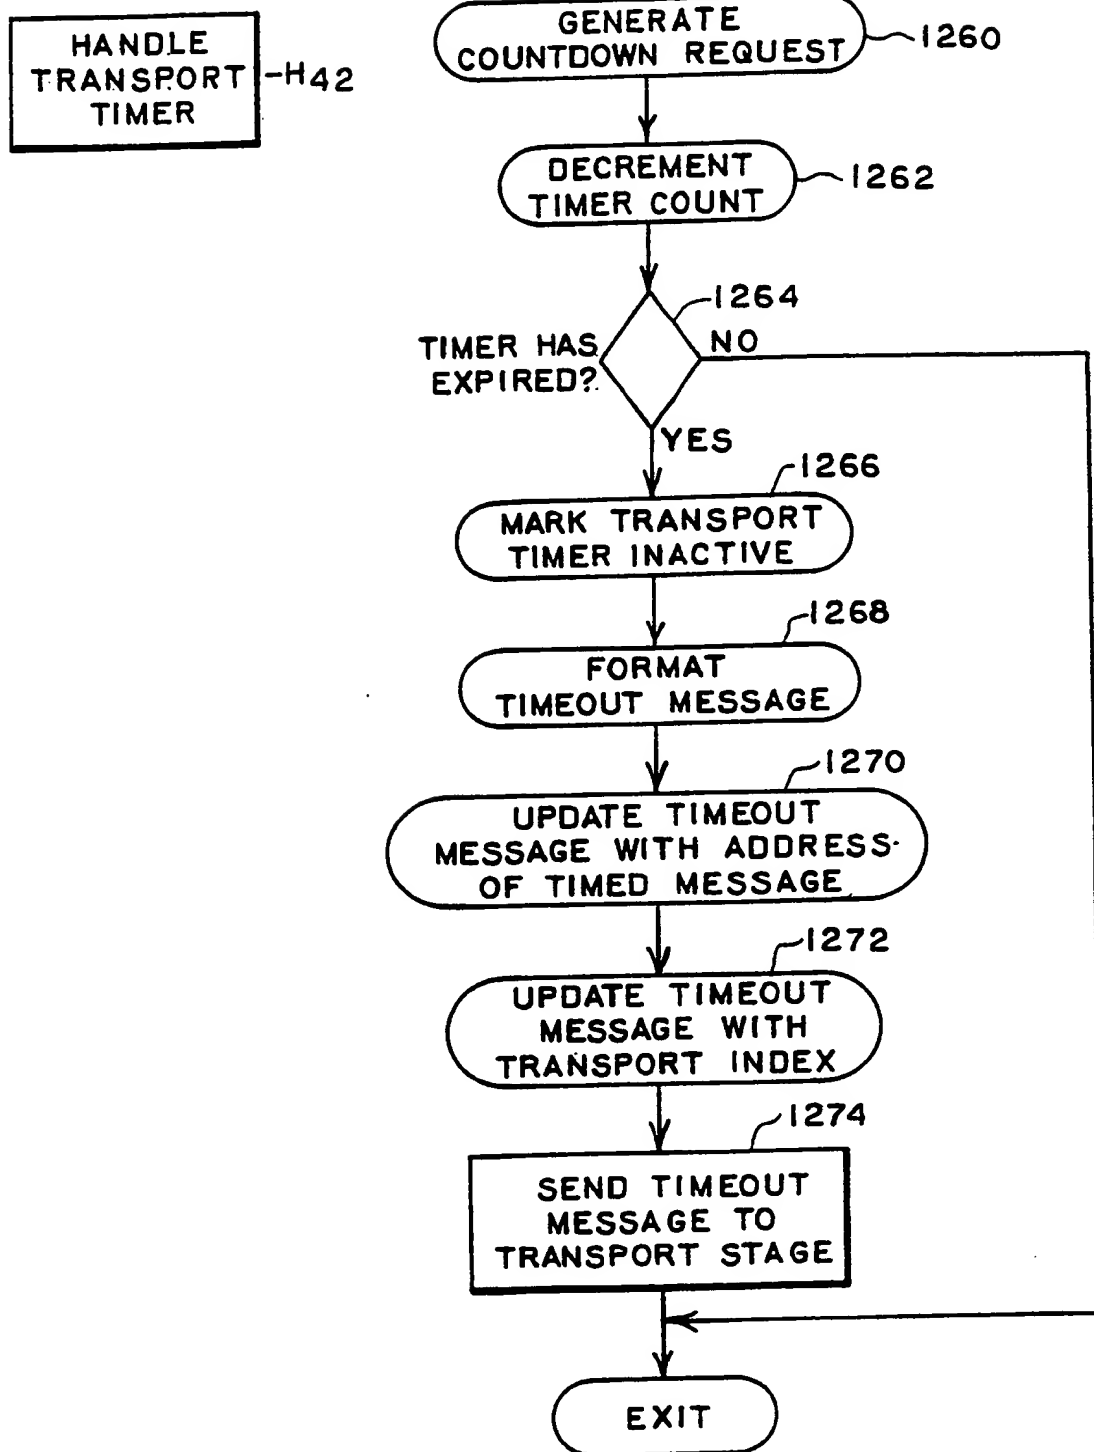 HANDLE
TRANSPORT
TIMER
H42
GENERATE
COUNTDOWN REQUEST
1260
DECREMENT
TIMER COUNT
1262
1264
TIMER HAS
EXPIRED?
NO
YES
1266
MARK TRANSPORT
TIMER INACTIVE
1268
FORMAT
TIMEOUT MESSAGE
1270
UPDATE TIMEOUT
MESSAGE WITH ADDRESS
OF TIMED MESSAGE
1272
UPDATE TIMEOUT
MESSAGE WITH
TRANSPORT INDEX
1274
SEND TIMEOUT
MESSAGE TO
TRANSPORT STAGE
EXIT